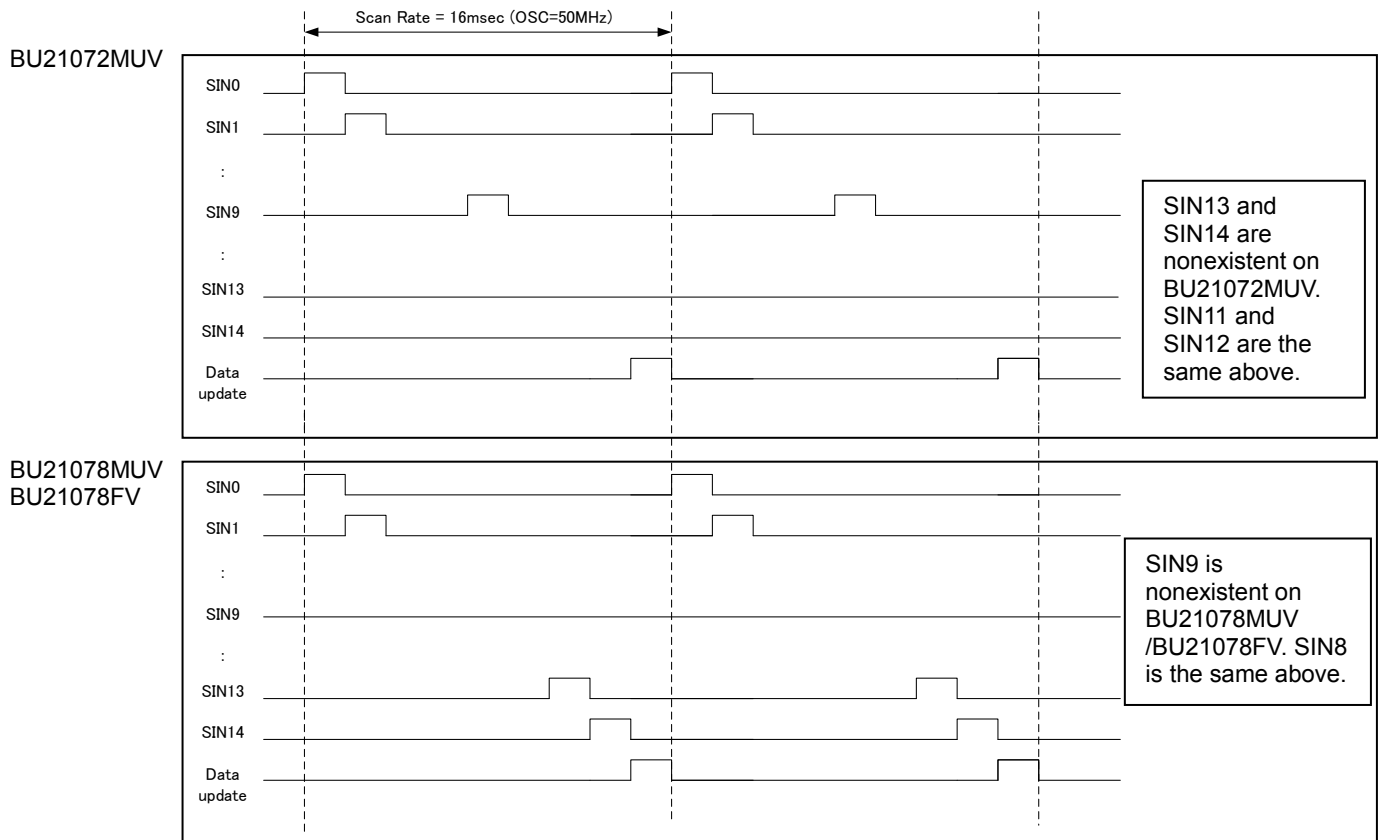 Scan Rate = 16msec (OSC=50MHz)
BU21072MUV
SIN0
SIN1
:
SIN9
:
SIN13
SIN14
Data
update
SIN13 and
SIN14 are
nonexistent on
BU21072MUV.
SIN11 and
SIN12 are the
same above.
BU21078MUV
BU21078FV
SIN0
SIN1
:
SIN9
:
SIN13
SIN14
Data
update
SIN9 is
nonexistent on
BU21078MUV
/BU21078FV. SIN8
is the same above.